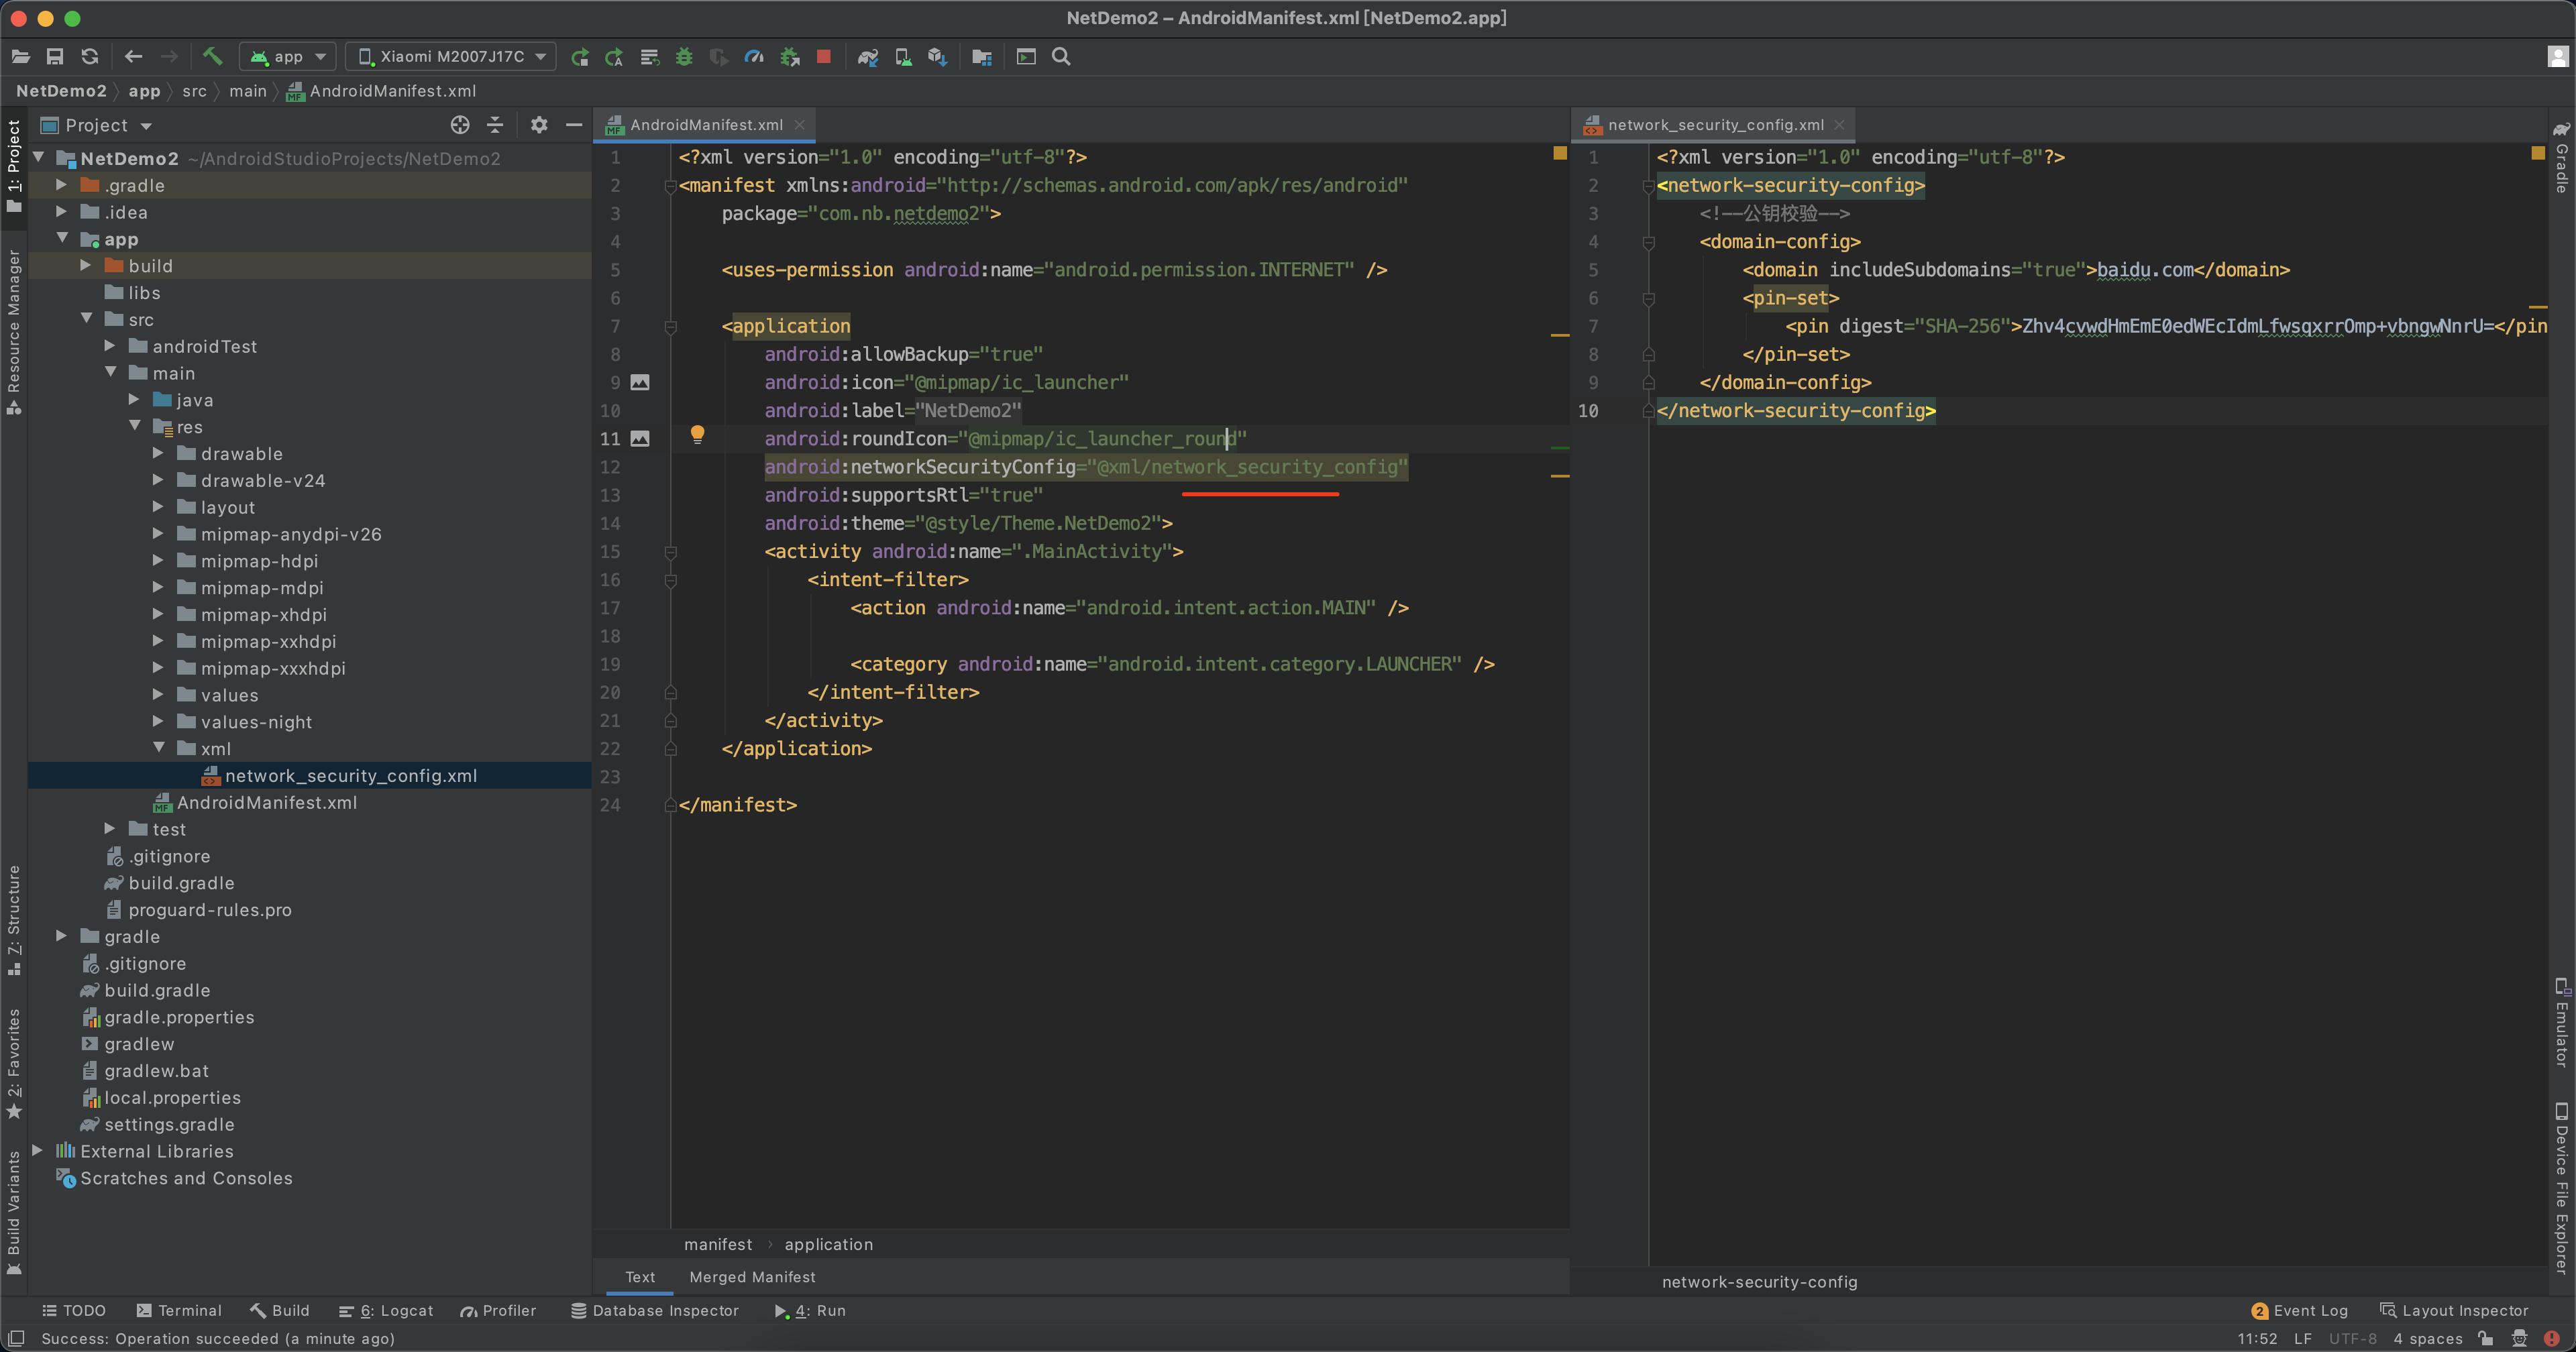 NetDemo2 – AndroidManifest.xml [NetDemo2.app]
app
Xiaomi M2007J17C
NetDemo2 app src main AndroidManifest.xml
Project
NetDemo2 ~/AndroidStudioProjects/NetDemo2
.gradle
.idea
app
build
libs
src
androidTest
main
java
res
drawable
drawable-v24
layout
mipmap-anydpi-v26
mipmap-hdpi
mipmap-mdpi
mipmap-xhdpi
mipmap-xxhdpi
mipmap-xxxhdpi
values
values-night
xml
network_security_config.xml
AndroidManifest.xml
test
.gitignore
build.gradle
proguard-rules.pro
gradle
.gitignore
build.gradle
gradle.properties
gradlew
gradlew.bat
local.properties
settings.gradle
External Libraries
Scratches and Consoles
1: Project
Resource Manager
Z: Structure
2: Favorites
Build Variants
AndroidManifest.xml
1 <?xml version="1.0" encoding="utf-8"?>
2 <manifest xmlns:android="http://schemas.android.com/apk/res/android"
3 package="com.nb.netdemo2">
4
5 <uses-permission android:name="android.permission.INTERNET" />
6
7 <application
8 android:allowBackup="true"
9 android:icon="@mipmap/ic_launcher"
10 android:label="NetDemo2"
11 android:roundIcon="@mipmap/ic_launcher_round"
12 android:networkSecurityConfig="@xml/network_security_config"
13 android:supportsRtl="true"
14 android:theme="@style/Theme.NetDemo2">
15 <activity android:name=".MainActivity">
16 <intent-filter>
17 <action android:name="android.intent.action.MAIN" />
18
19 <category android:name="android.intent.category.LAUNCHER" />
20 </intent-filter>
21 </activity>
22 </application>
23
24 </manifest>
manifest › application
Text Merged Manifest
network_security_config.xml
1 <?xml version="1.0" encoding="utf-8"?>
2 <network-security-config>
3 <!--公钥校验-->
4 <domain-config>
5 <domain includeSubdomains="true">baidu.com</domain>
6 <pin-set>
7 <pin digest="SHA-256">Zhv4cvwdHmEmE0edWEcIdmLfwsqxrrOmp+vbngwNnrU=</pin
8 </pin-set>
9 </domain-config>
10 </network-security-config>
network-security-config
Gradle
Emulator
Device File Explorer
TODO Terminal Build 6: Logcat Profiler Database Inspector 4: Run 2 Event Log Layout Inspector
Success: Operation succeeded (a minute ago) 11:52 LF UTF-8 4 spaces